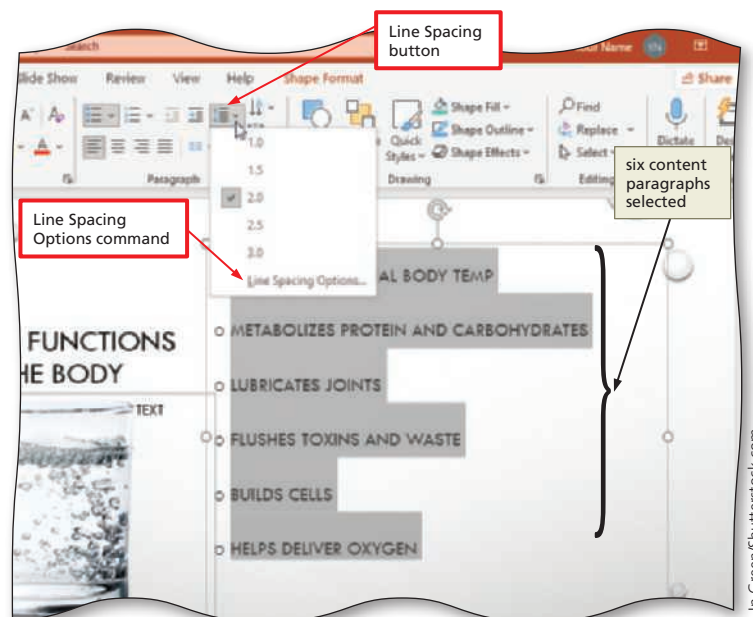 Search
Line Spacing
button
Your Name
Slide Show
Review
View
Help
Shape Format
Share
Shape Fill
Shape Outline
Shape Effects
Quick
Styles
Find
Replace
Select
Dictate
Paragraph
Drawing
Editing
1.0
1.5
2.0
2.5
3.0
Line Spacing Options...
Line Spacing
Options command
six content
paragraphs
selected
AL BODY TEMP
METABOLIZES PROTEIN AND CARBOHYDRATES
LUBRICATES JOINTS
FLUSHES TOXINS AND WASTE
BUILDS CELLS
HELPS DELIVER OXYGEN
FUNCTIONS
HE BODY
TEXT
Green/Shutterstock.com